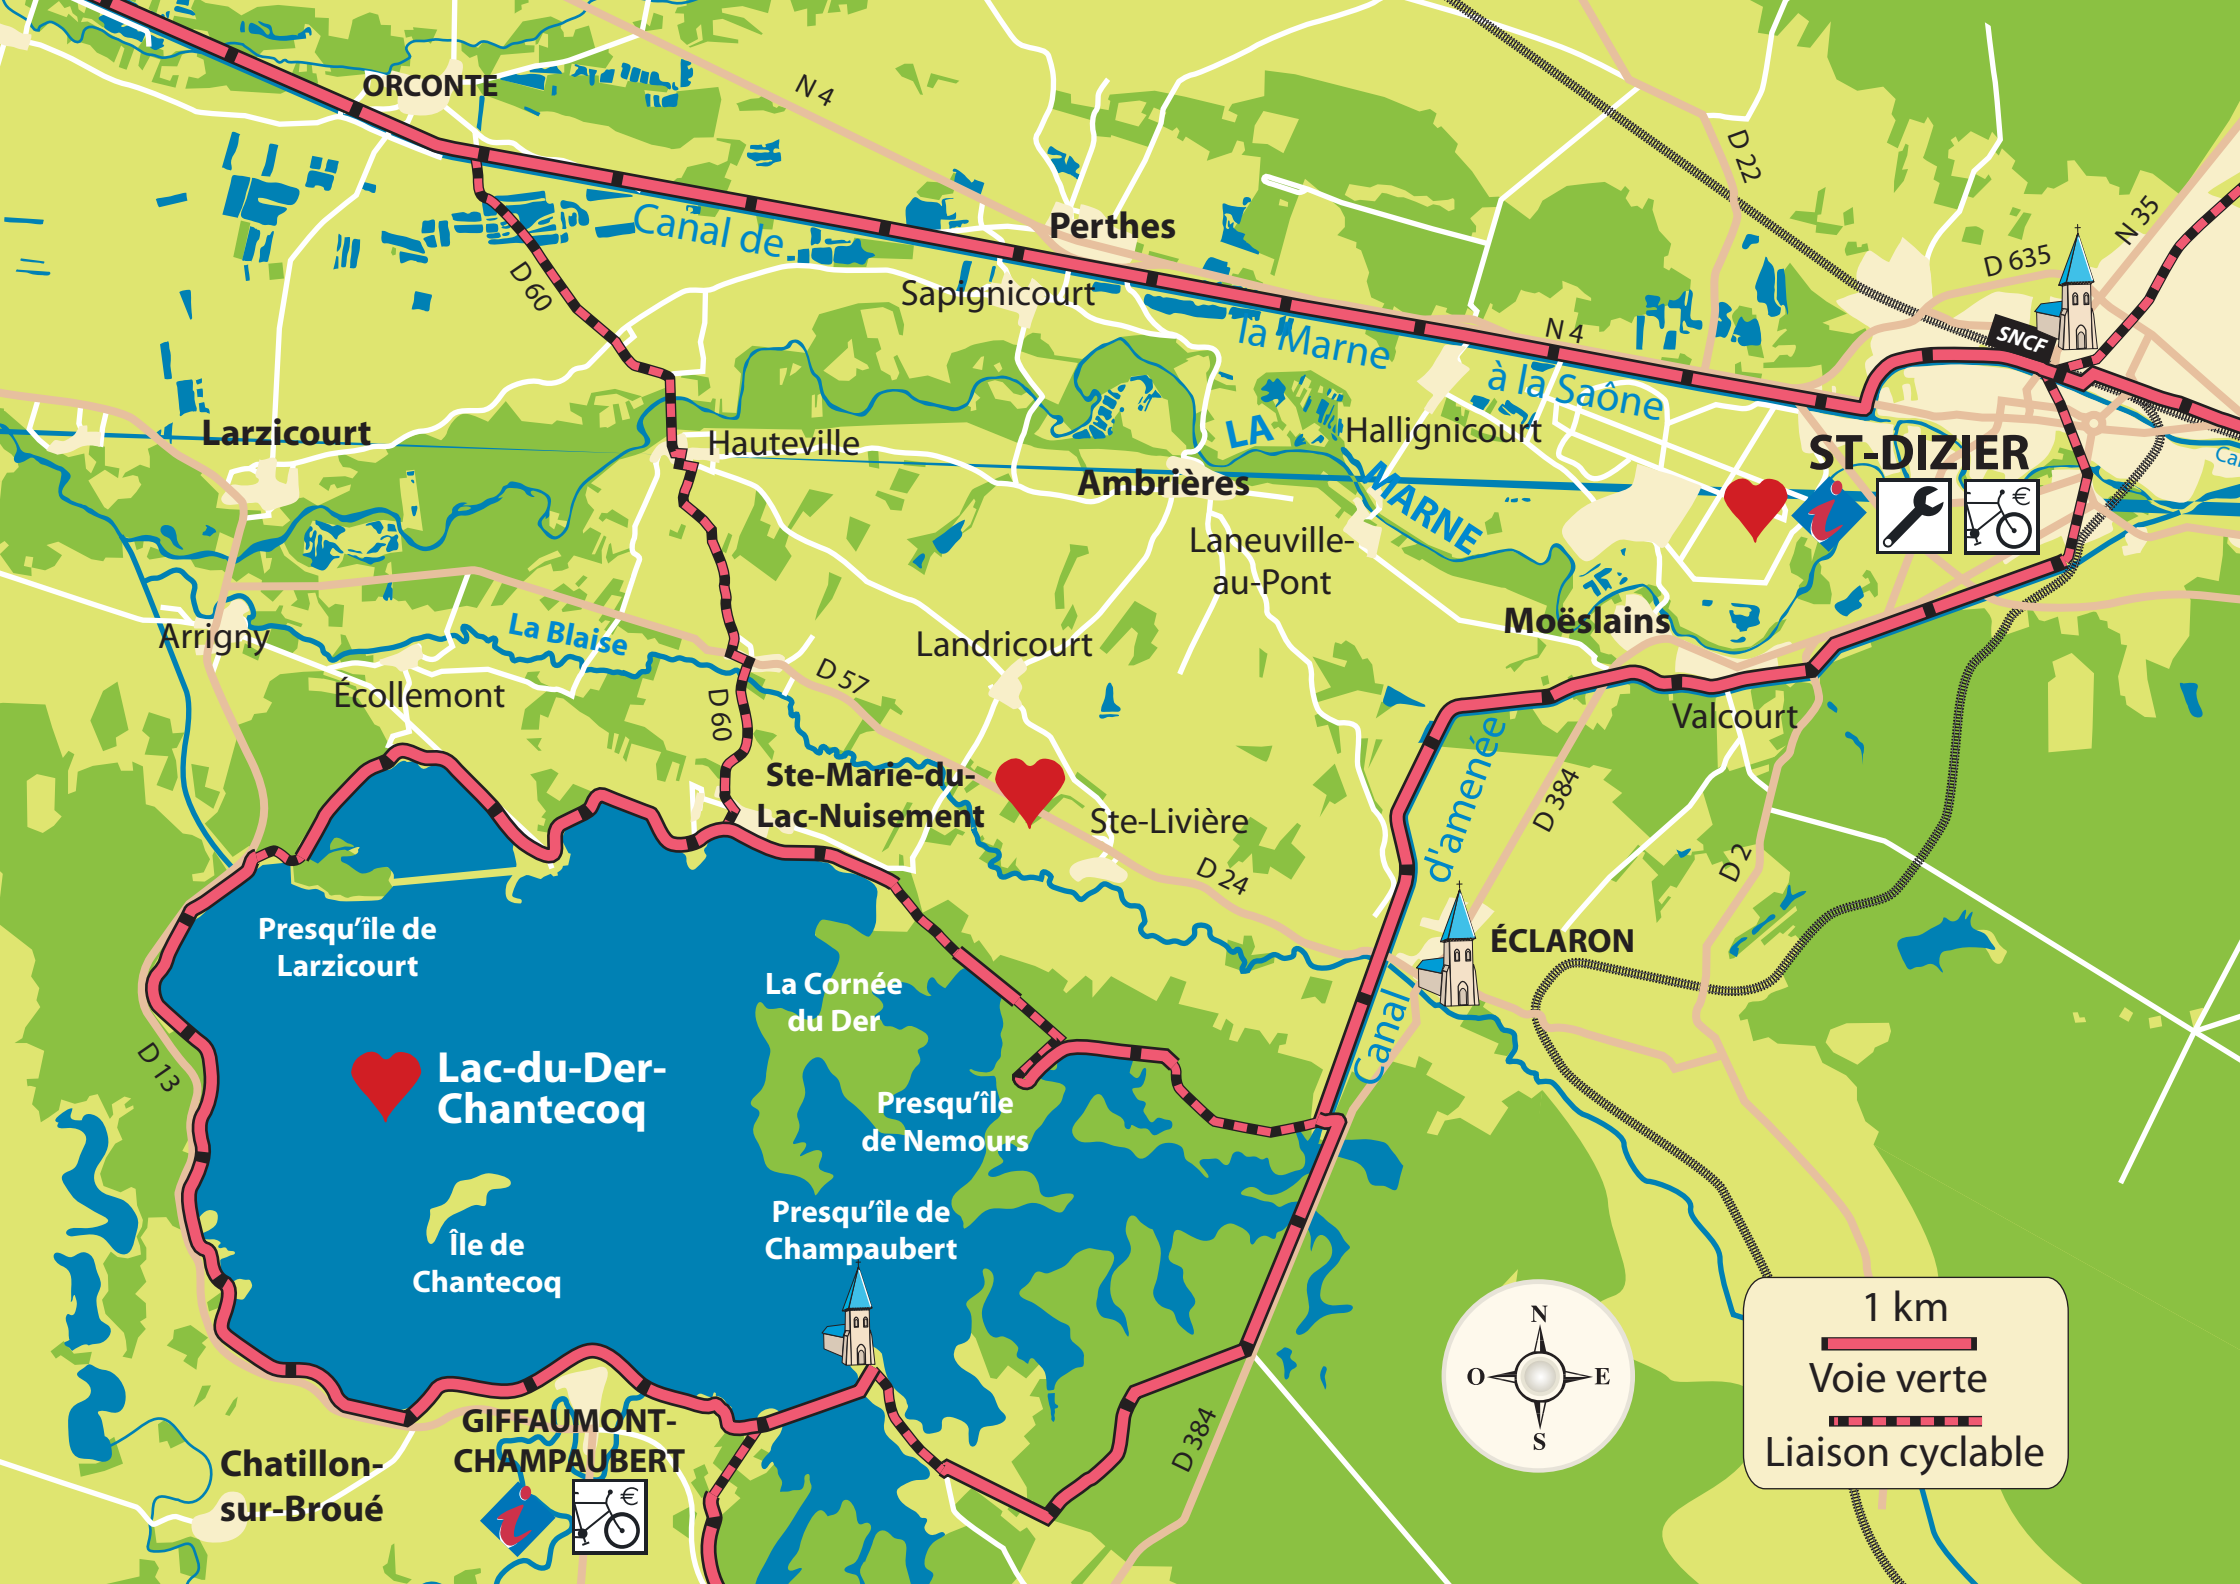 ORCONTE
N 4
D 22
N 35
D 635
SNCF
Perthes
Canal de
la Marne
à la Saône
N 4
D 60
Sapignicourt
Larzicourt
Hauteville
LA
MARNE
Hallignicourt
Ambrières
ST-DIZIER
i
€
Ca
Laneuville-
au-Pont
Moëslains
Arrigny
La Blaise
Landricourt
D 57
Écollemont
D 60
Valcourt
Ste-Marie-du-
Lac-Nuisement
Ste-Livière
D 24
d'amenée
D 384
D 2
Canal
ÉCLARON
Presqu'île de
Larzicourt
La Cornée
du Der
D 13
Lac-du-Der-
Chantecoq
Presqu'île
de Nemours
Presqu'île de
Champaubert
Île de
Chantecoq
N
O
E
S
1 km
Voie verte
Liaison cyclable
D 384
GIFFAUMONT-
CHAMPAUBERT
i
€
Chatillon-
sur-Broué